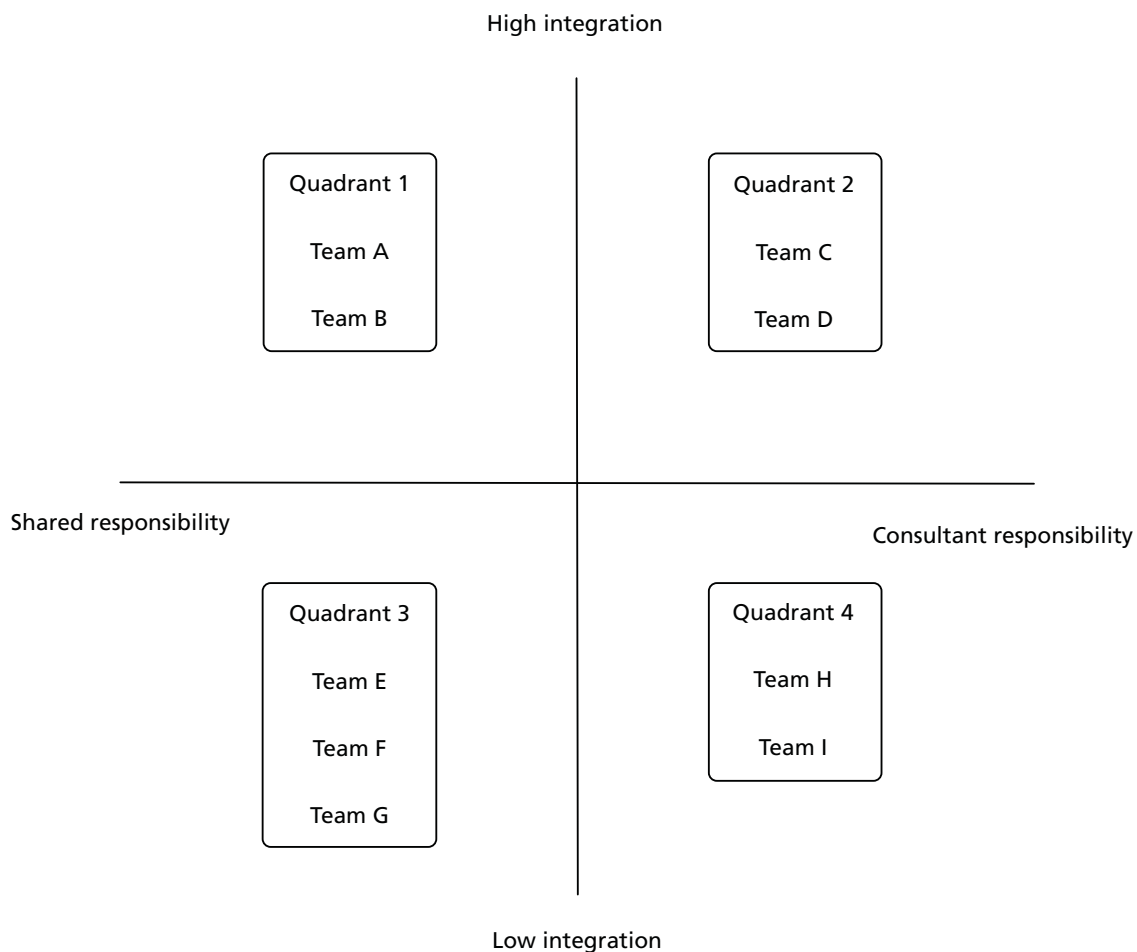 High integration
Quadrant 1
Team A
Team B
Quadrant 2
Team C
Team D
Shared responsibility
Consultant responsibility
Quadrant 3
Team E
Team F
Team G
Quadrant 4
Team H
Team I
Low integration